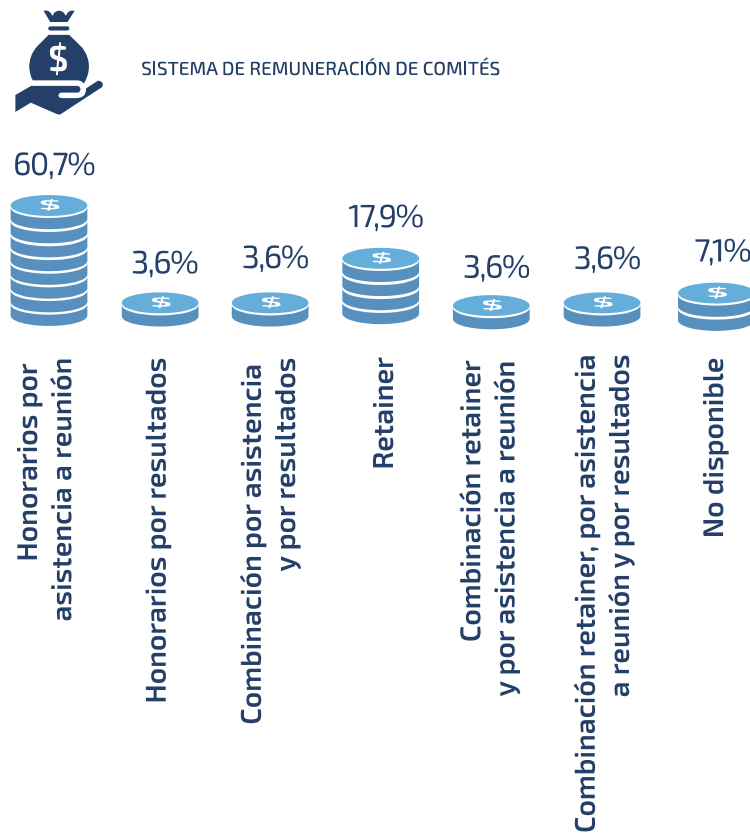 $
SISTEMA DE REMUNERACIÓN DE COMITÉS
60,7%
3,6%
3,6%
17,9%
3,6%
3,6%
7,1%
$
$
$
$
$
$
$
Honorarios por
asistencia a reunión
Honorarios por resultados
Combinación por asistencia
y por resultados
Retainer
Combinación retainer
y por asistencia a reunión
Combinación retainer, por asistencia
a reunión y por resultados
No disponible